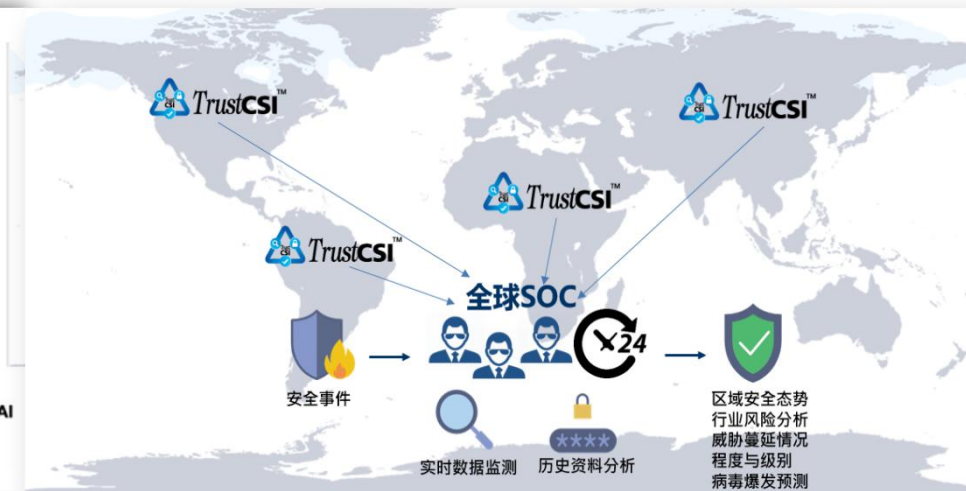 TrustCSI™
TrustCSI™
TrustCSI™
TrustCSI™
全球SOC
24
安全事件
****
实时数据监测
历史资料分析
区域安全态势
行业风险分析
威胁蔓延情况
程度与级别
病毒爆发预测
AI